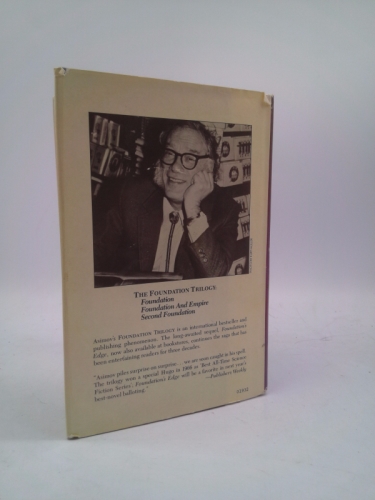 THE FOUNDATION TRILOGY:
Foundation
Foundation And Empire
Second Foundation
Asimov's FOUNDATION TRILOGY is an international bestseller and
publishing phenomenon. The long-awaited sequel, Foundation's
Edge, now also available at bookstores, continues the saga that has
been entertaining readers for three decades.
"Asimov piles surprise on surprise ... we are soon caught in his spell.
The trilogy won a special Hugo in 1966 as 'Best All-Time Science
Fiction Series'; Foundation's Edge will be a favorite in next year's
best novel balloting."
—Publishers Weekly